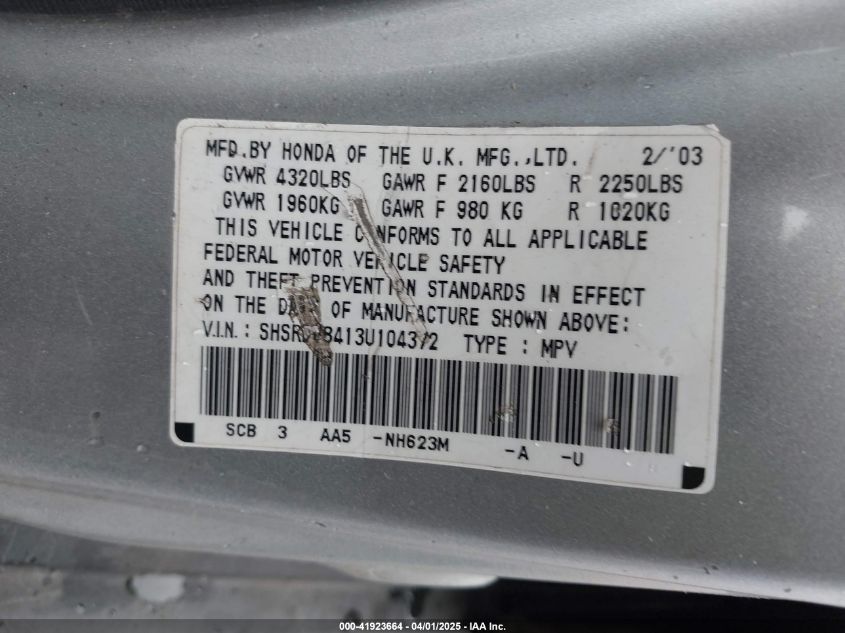 MFD.BY HONDA OF THE U.K. MFG.,LTD. 2/'03
GVWR 4320LBS GAWR F 2160LBS R 2250LBS
GVWR 1960KG GAWR F 980 KG R 1020KG
THIS VEHICLE CONFORMS TO ALL APPLICABLE
FEDERAL MOTOR VEHICLE SAFETY
AND THEFT PREVENTION STANDARDS IN EFFECT
ON THE DATE OF MANUFACTURE SHOWN ABOVE:
V.I.N.: TYPE : MPV
SCB 3 AA5 -NH623M -A -U
000-41923664 - 04/01/2025 - IAA Inc.